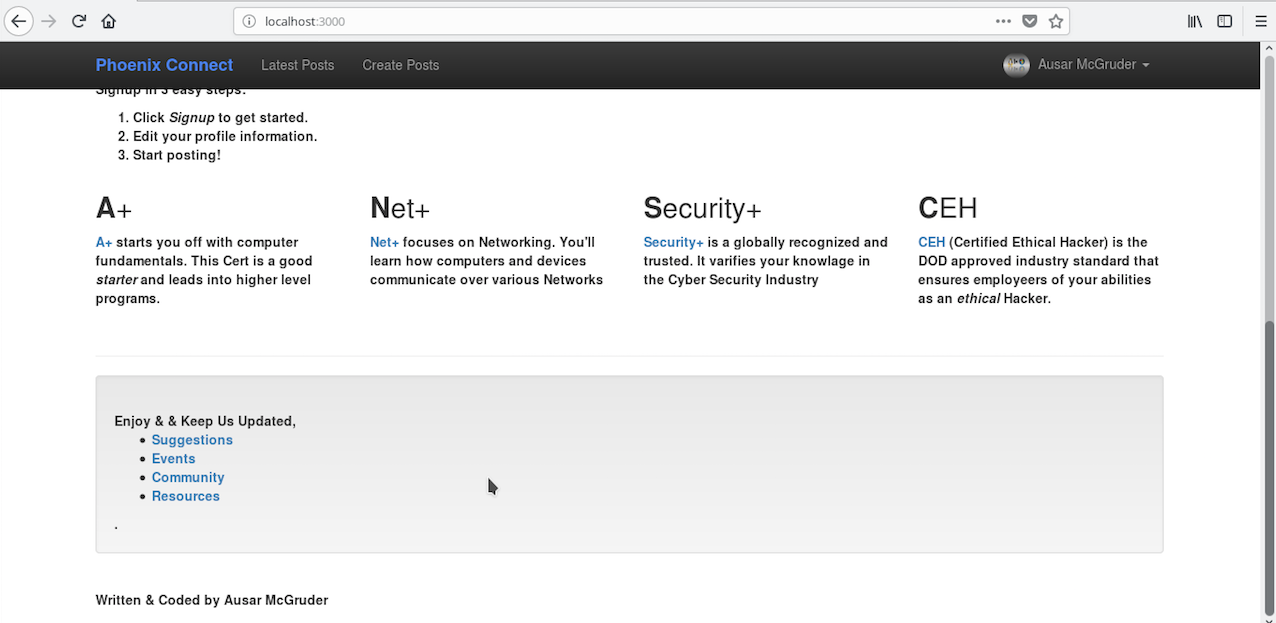 localhost:3000
Phoenix Connect Latest Posts Create Posts Ausar McGruder
Signup in 3 easy steps:
1. Click Signup to get started.
2. Edit your profile information.
3. Start posting!
A+
A+ starts you off with computer
fundamentals. This Cert is a good
starter and leads into higher level
programs.
Net+
Net+ focuses on Networking. You'll
learn how computers and devices
communicate over various Networks
Security+
Security+ is a globally recognized and
trusted. It varifies your knowlage in
the Cyber Security Industry
CEH
CEH (Certified Ethical Hacker) is the
DOD approved industry standard that
ensures employeers of your abilities
as an ethical Hacker.
Enjoy & & Keep Us Updated,
• Suggestions
• Events
• Community
• Resources
.
Written & Coded by Ausar McGruder